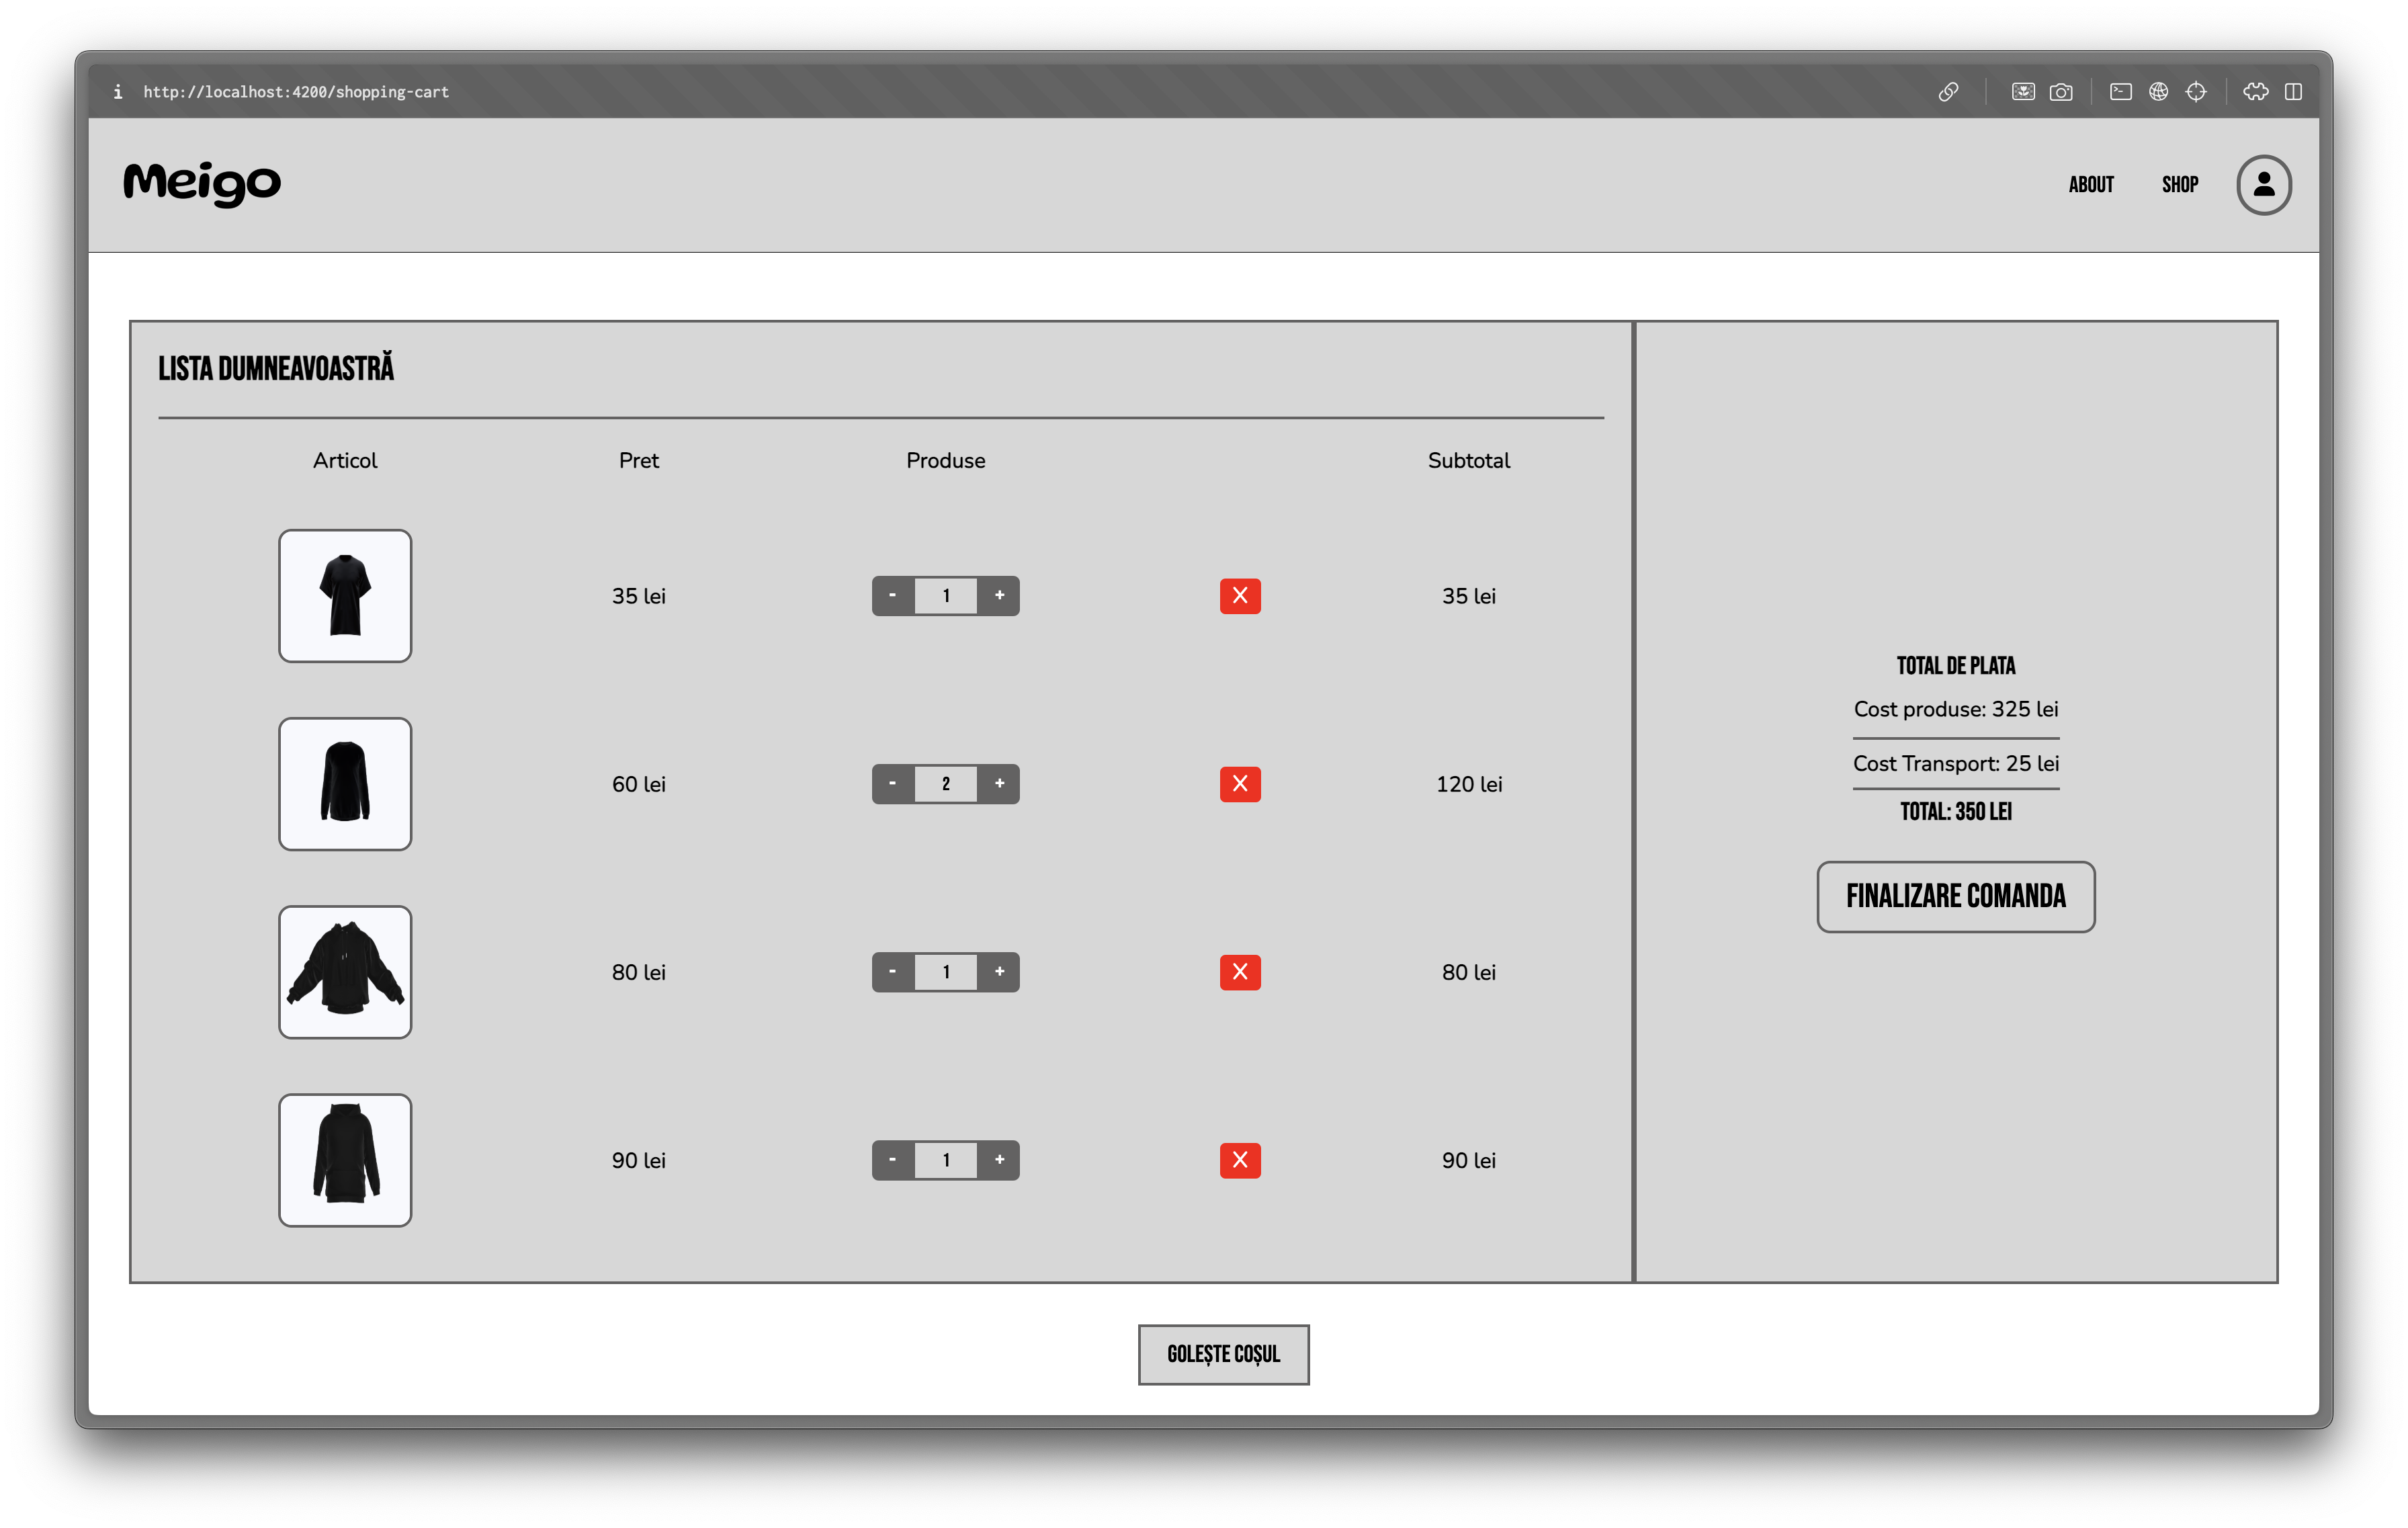 i http://localhost:4200/shopping-cart
Meigo
ABOUT SHOP
LISTA DUMNEAVOASTRĂ
Articol Pret Produse Subtotal
35 lei - 1 + X 35 lei
60 lei - 2 + X 120 lei
80 lei - 1 + X 80 lei
90 lei - 1 + X 90 lei
TOTAL DE PLATA
Cost produse: 325 lei
Cost Transport: 25 lei
TOTAL: 350 LEI
FINALIZARE COMANDA
GOLEȘTE COȘUL